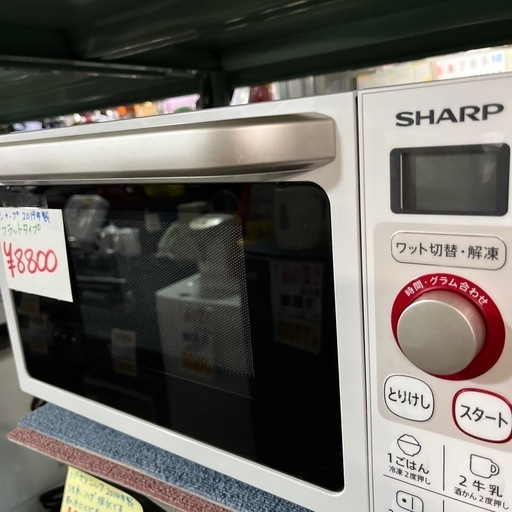 SHARP
シャープ 2019年製
フラットタイプ
¥8800
ワット切替・解凍
時間・グラム合わせ
とりけし
スタート
1ごはん
冷凍 2度押し
2牛乳
酒かん 2度押し